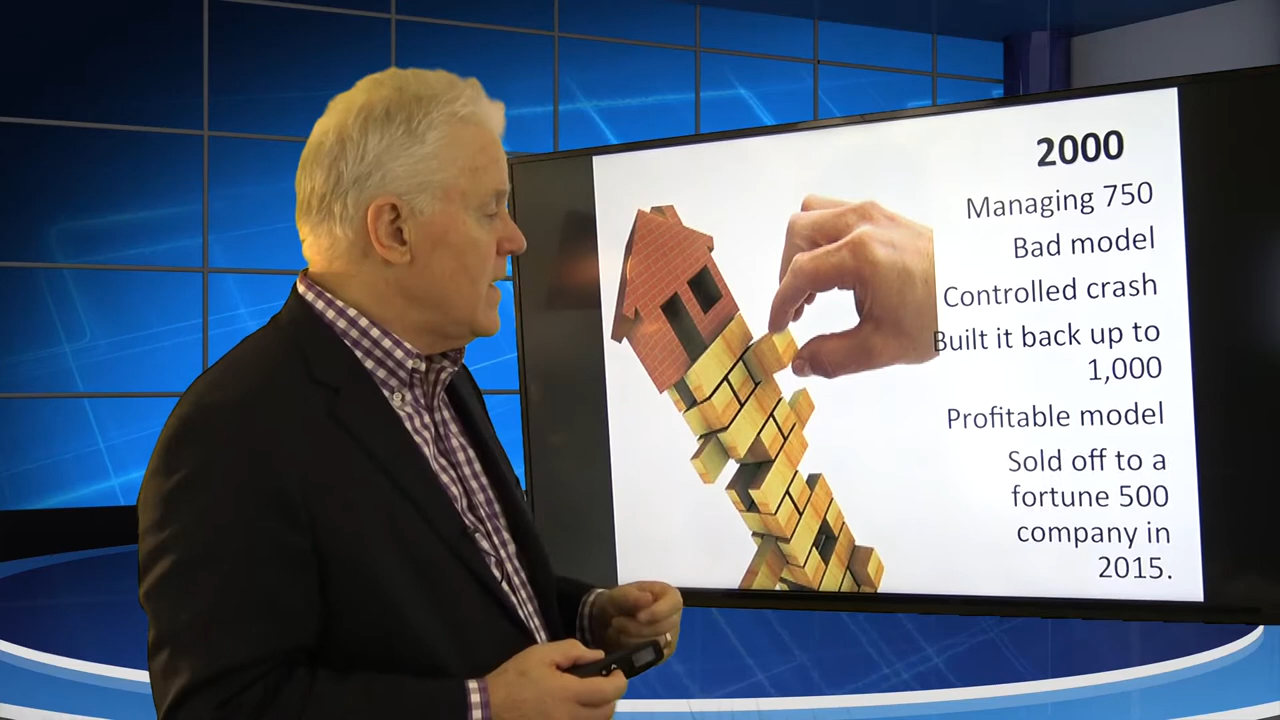 2000
Managing 750
Bad model
Controlled crash
Built it back up to
1,000
Profitable model
Sold off to a
fortune 500
company in
2015.